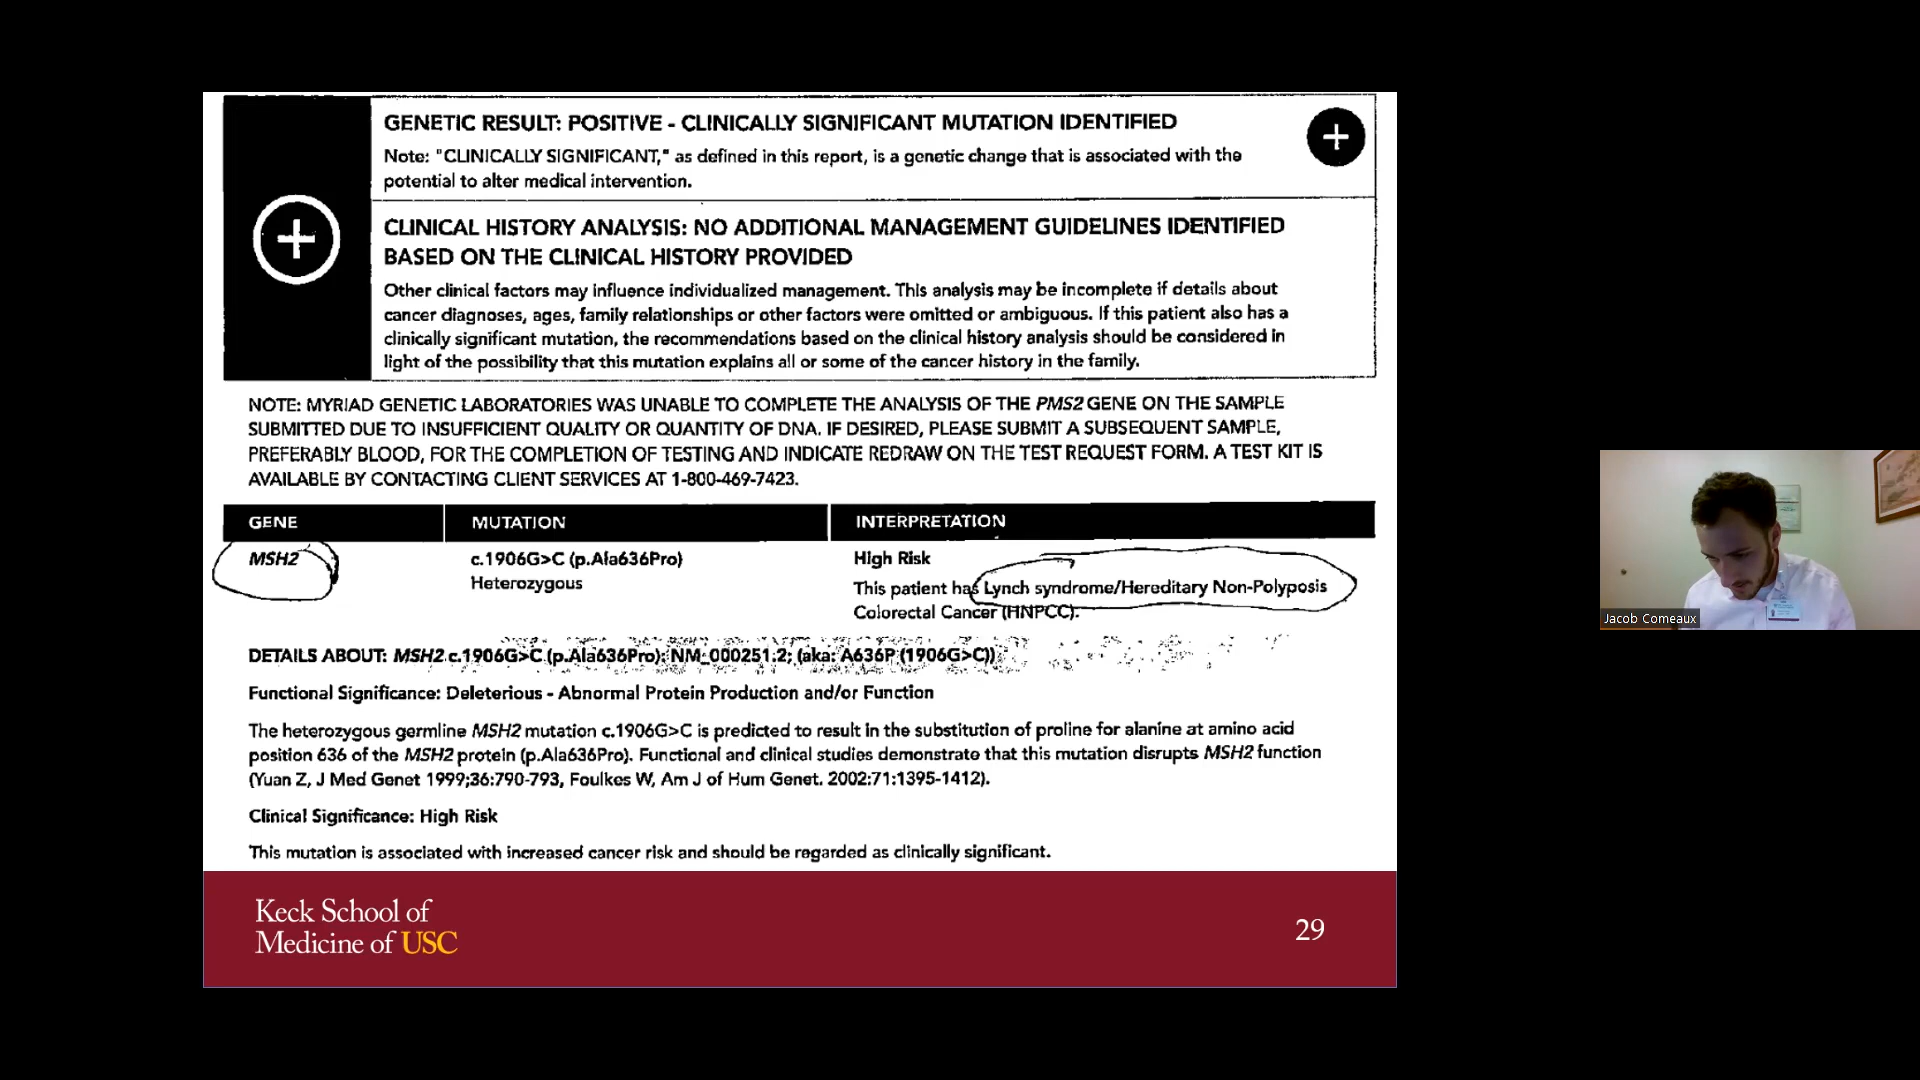 GENETIC RESULT: POSITIVE - CLINICALLY SIGNIFICANT MUTATION IDENTIFIED
Note: "CLINICALLY SIGNIFICANT," as defined in this report, is a genetic change that is associated with the
potential to alter medical intervention.
CLINICAL HISTORY ANALYSIS: NO ADDITIONAL MANAGEMENT GUIDELINES IDENTIFIED
BASED ON THE CLINICAL HISTORY PROVIDED
Other clinical factors may influence individualized management. This analysis may be incomplete if details about
cancer diagnoses, ages, family relationships or other factors were omitted or ambiguous. If this patient also has a
clinically significant mutation, the recommendations based on the clinical history analysis should be considered in
light of the possibility that this mutation explains all or some of the cancer history in the family.
NOTE: MYRIAD GENETIC LABORATORIES WAS UNABLE TO COMPLETE THE ANALYSIS OF THE PMS2 GENE ON THE SAMPLE
SUBMITTED DUE TO INSUFFICIENT QUALITY OR QUANTITY OF DNA. IF DESIRED, PLEASE SUBMIT A SUBSEQUENT SAMPLE,
PREFERABLY BLOOD, FOR THE COMPLETION OF TESTING AND INDICATE REDRAW ON THE TEST REQUEST FORM. A TEST KIT IS
AVAILABLE BY CONTACTING CLIENT SERVICES AT 1-800-469-7423.
GENE MUTATION INTERPRETATION
MSH2 c.1906G>C (p.Ala636Pro) High Risk
Heterozygous This patient has Lynch syndrome/Hereditary Non-Polyposis
Colorectal Cancer (HNPCC).
DETAILS ABOUT: MSH2 c.1906G>C (p.Ala636Pro); NM_000251.2; (aka: A636P (1906G>C))
Functional Significance: Deleterious - Abnormal Protein Production and/or Function
The heterozygous germline MSH2 mutation c.1906G>C is predicted to result in the substitution of proline for alanine at amino acid
position 636 of the MSH2 protein (p.Ala636Pro). Functional and clinical studies demonstrate that this mutation disrupts MSH2 function
(Yuan Z, J Med Genet 1999;36:790-793, Foulkes W, Am J of Hum Genet. 2002:71:1395-1412).
Clinical Significance: High Risk
This mutation is associated with increased cancer risk and should be regarded as clinically significant.
Keck School of
Medicine of USC
29
Jacob Comeaux